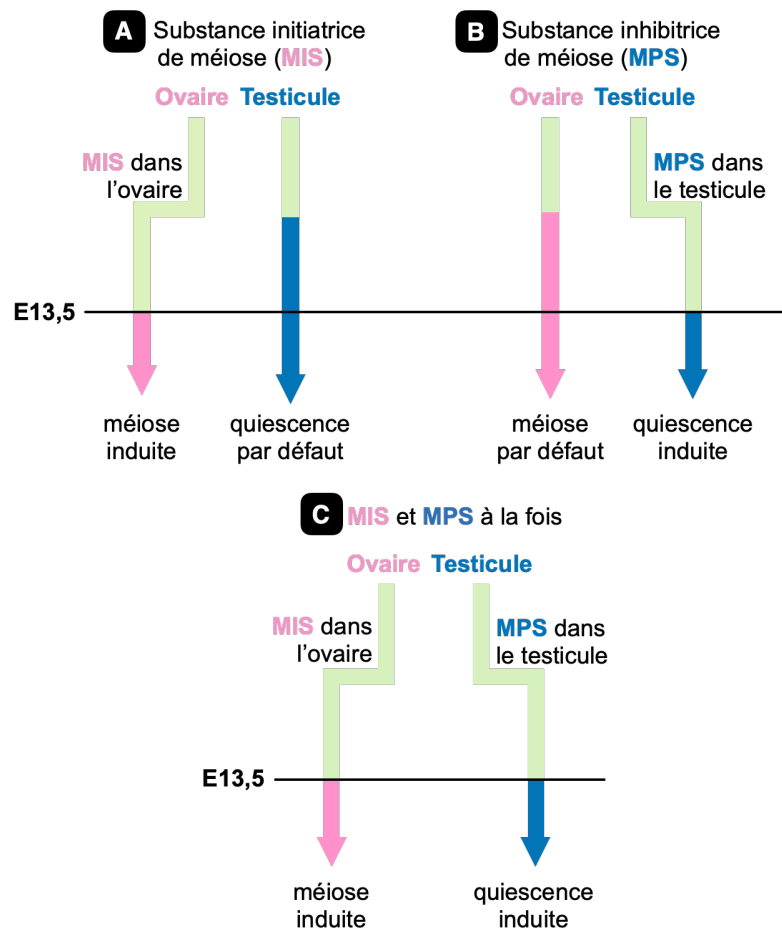 A Substance initiatrice
de méiose (MIS)
Ovaire Testicule
MIS dans
l'ovaire
méiose
induite
quiescence
par défaut
B Substance inhibitrice
de méiose (MPS)
Ovaire Testicule
MPS dans
le testicule
E13,5
méiose
par défaut
quiescence
induite
C MIS et MPS à la fois
Ovaire Testicule
MIS dans
l'ovaire
MPS dans
le testicule
E13,5
méiose
induite
quiescence
induite